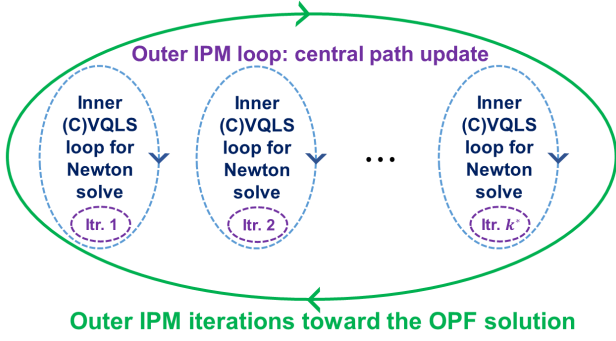 Outer IPM loop: central path update
Inner
(C)VQLS
loop for
Newton
solve
Itr. 1
Inner
(C)VQLS
loop for
Newton
solve
Itr. 2
...
Inner
(C)VQLS
loop for
Newton
solve
Itr. k*
Outer IPM iterations toward the OPF solution